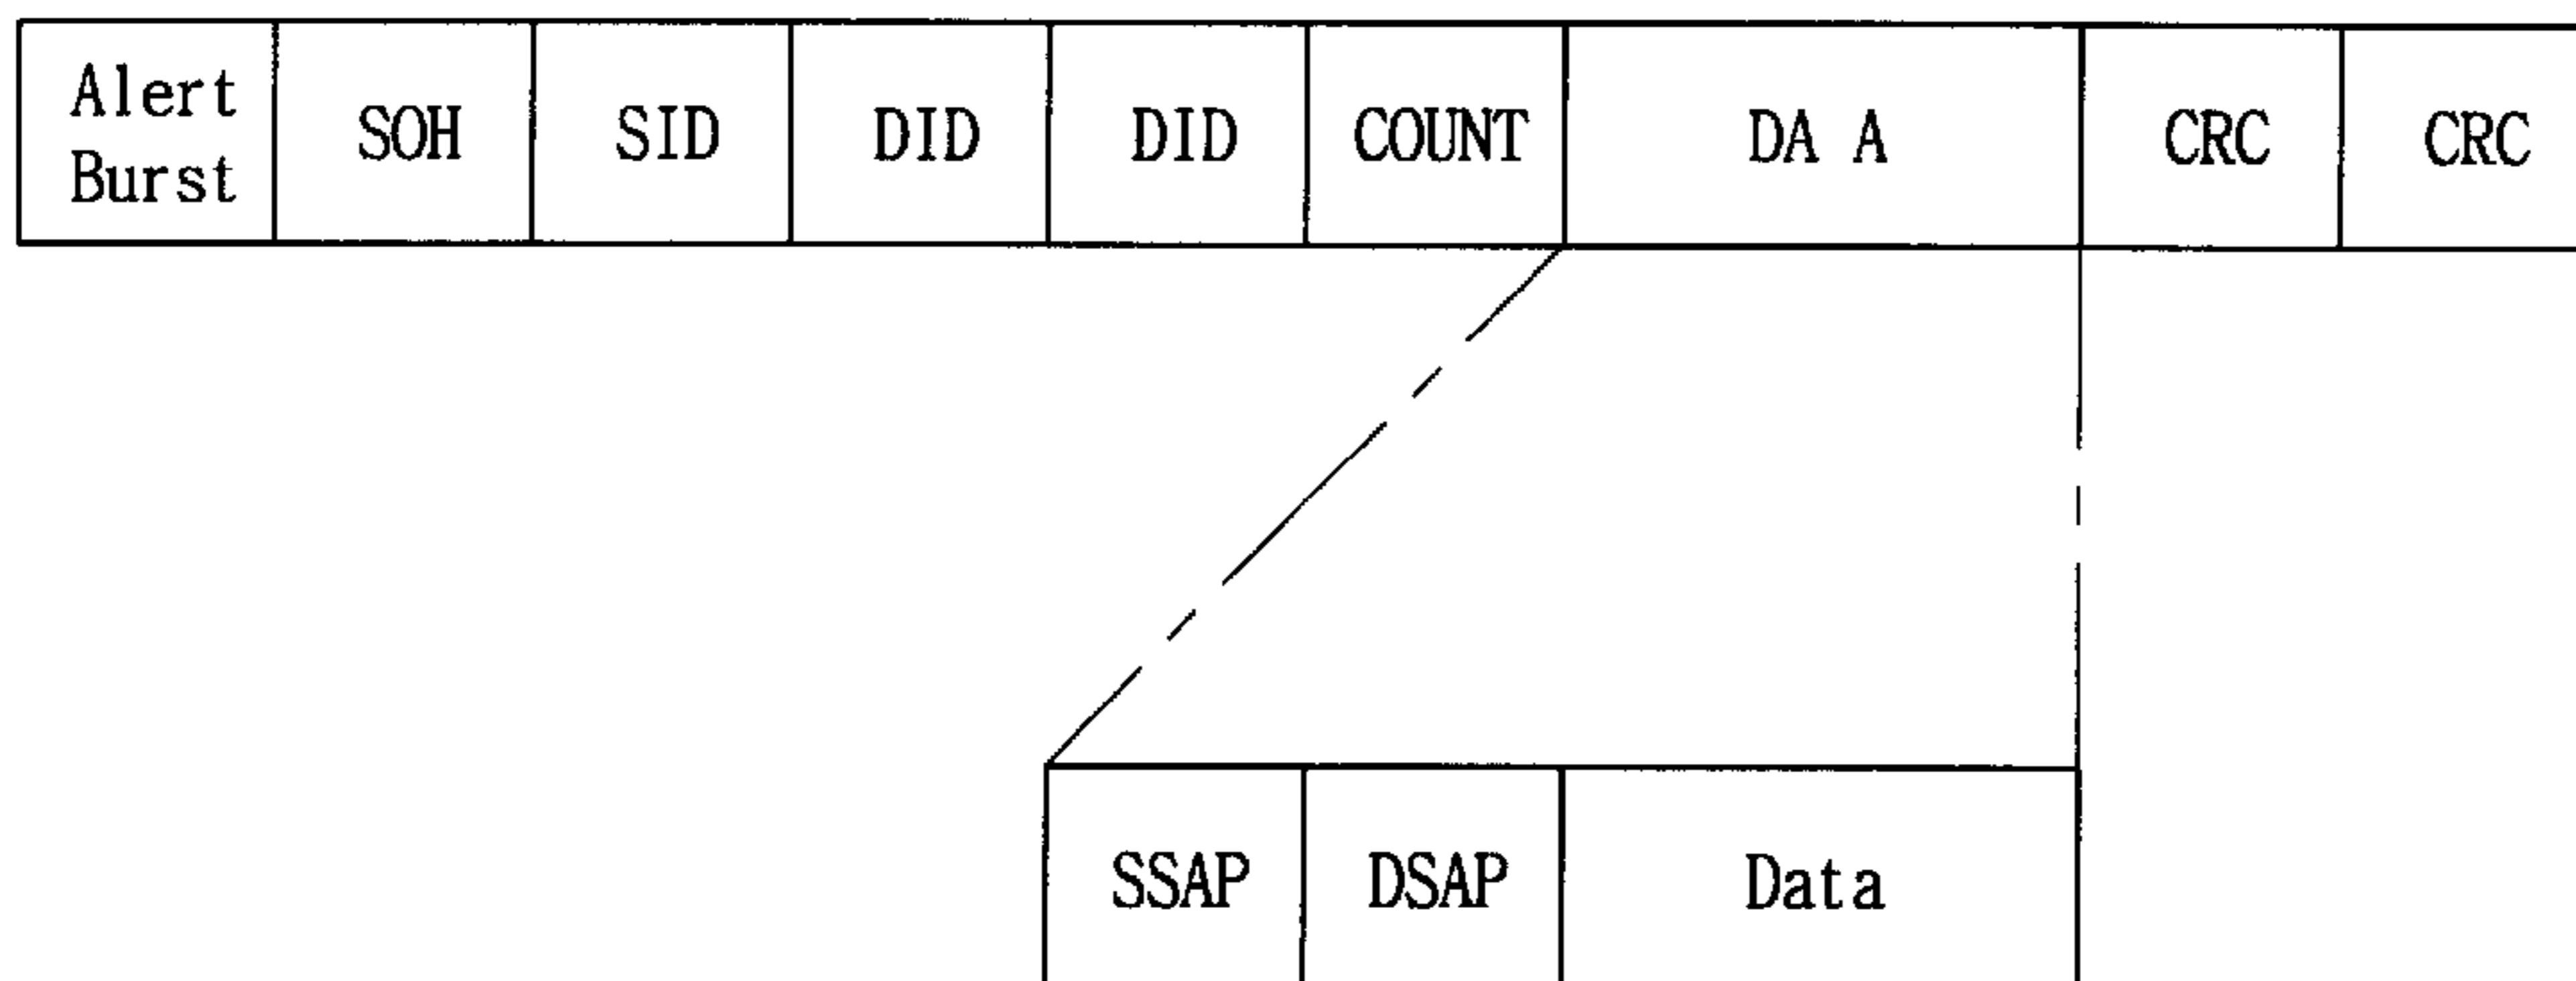 Alert
Burst
SOH
SID
DID
DID
COUNT
DA A
CRC
CRC
SSAP
DSAP
Data